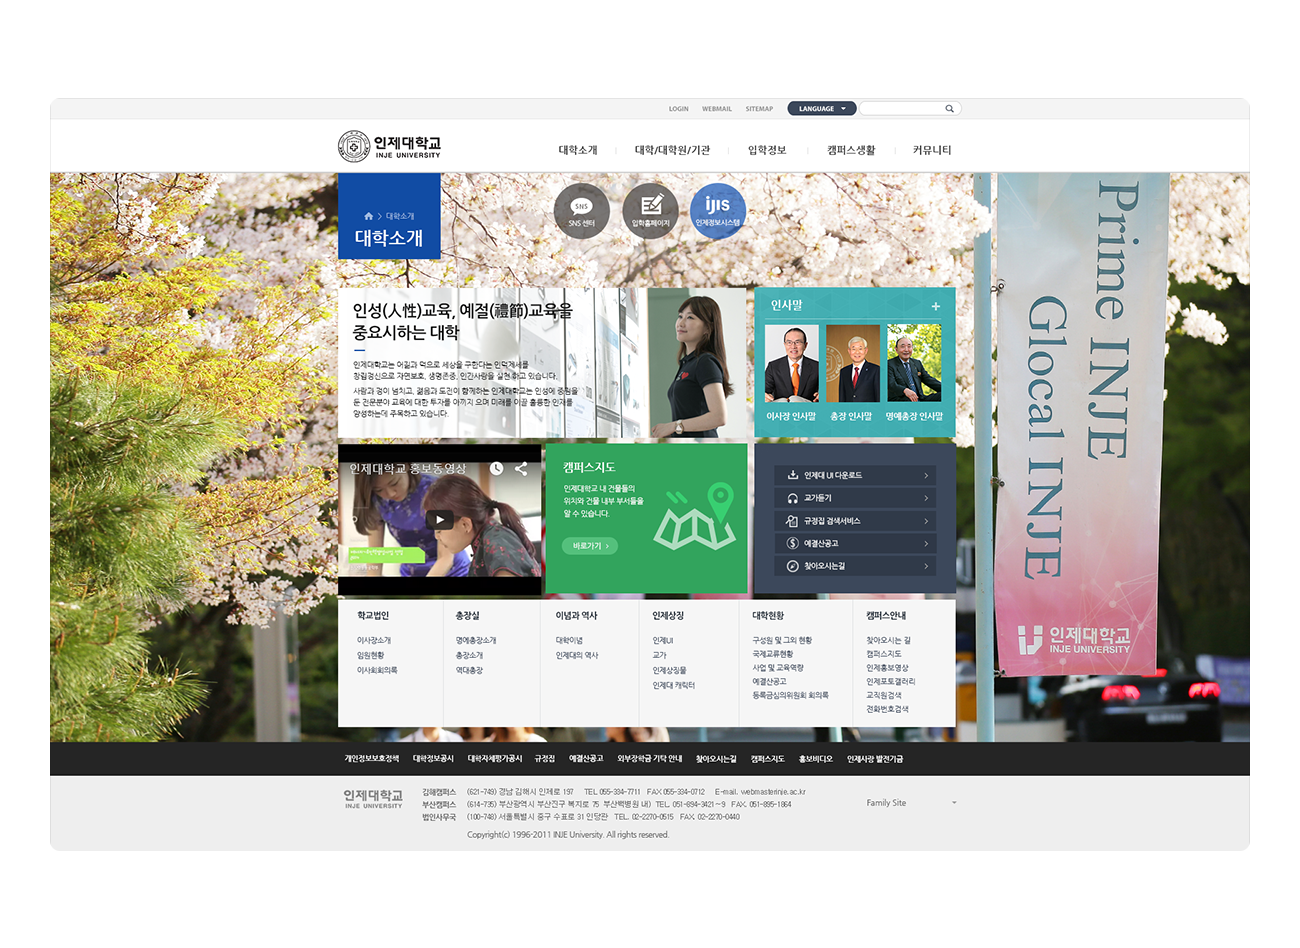 LOGIN WEBMAIL SITEMAP LANGUAGE
인제대학교
INJE UNIVERSITY
대학소개 대학/대학원/기관 입학정보 캠퍼스생활 커뮤니티
대학소개
대학소개
SNS
SNS 센터
입학홈페이지
ijis
인제정보시스템
Prime INJE
Glocal INJE
인제대학교
INJE UNIVERSITY
인성(人性)교육, 예절(禮節)교육을
중요시하는 대학
인제대학교는 어질과 덕으로 세상을 구한다는 인덕제세를
창립정신으로 자연보호, 생명존중, 인간사랑을 실현하고 있습니다.
사랑과 정이 넘치고, 젊음과 도전이 함께하는 인제대학교는 인성에 중점을
둔 전문분야 교육에 대한 투자를 아끼지 으며 미래를 이끌 훌륭한 인재를
양성하는데 주목하고 있습니다.
인사말
이사장 인사말 총장 인사말 명예총장 인사말
인제대학교 홍보동영상
캠퍼스지도
인제대학교 내 건물들의
위치와 건물 내부 부서들을
알 수 있습니다.
바로가기
인제대 UI 다운로드
교가듣기
규정집 검색서비스
예결산공고
찾아오시는길
학교법인
이사장소개
임원현황
이사회회의록
총장실
명예총장소개
총장소개
역대총장
이념과 역사
대학이념
인제대의 역사
인제상징
인제UI
교가
인제상징물
인제대 캐릭터
대학현황
구성원 및 그외 현황
국제교류현황
사업 및 교육역량
예결산공고
등록금심의위원회 회의록
캠퍼스안내
찾아오시는 길
캠퍼스지도
인제홍보영상
인제포토갤러리
교직원검색
전화번호검색
개인정보보호정책 대학정보공시 대학자체평가공시 규정집 예결산공고 외부장학금 기탁 안내 찾아오시는길 캠퍼스지도 홍보비디오 인제사랑 발전기금
인제대학교
INJE UNIVERSITY
김해캠퍼스 (621-749) 경남 김해시 인제로 197 TEL 055-334-7711 FAX 055-334-0712 E-mail. webmasterinje.ac.kr
부산캠퍼스 (614-735) 부산광역시 부산진구 복지로 75 부산백병원 내) TEL. 051-894-3421~9 FAX. 051-895-1864
법인사무국 (100-748) 서울특별시 중구 수표로 31 인당관 TEL. 02-2270-0515 FAX. 02-2270-0440
Copyright(c) 1996-2011 INJE University. All rights reserved.
Family Site